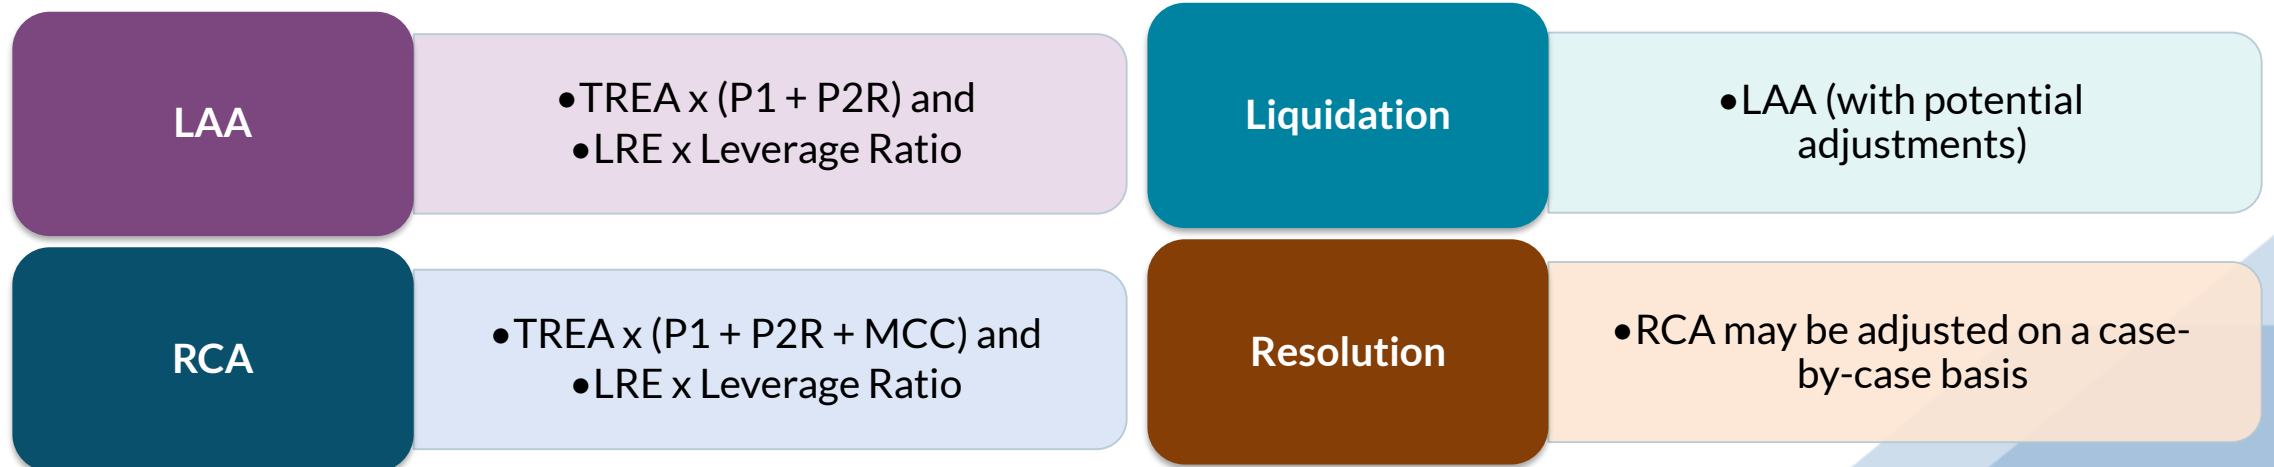 LAA
•TREA x (P1 + P2R) and
•LRE x Leverage Ratio
RCA
•TREA x (P1 + P2R + MCC) and
•LRE x Leverage Ratio
Liquidation
•LAA (with potential
adjustments)
Resolution
•RCA may be adjusted on a case-
by-case basis